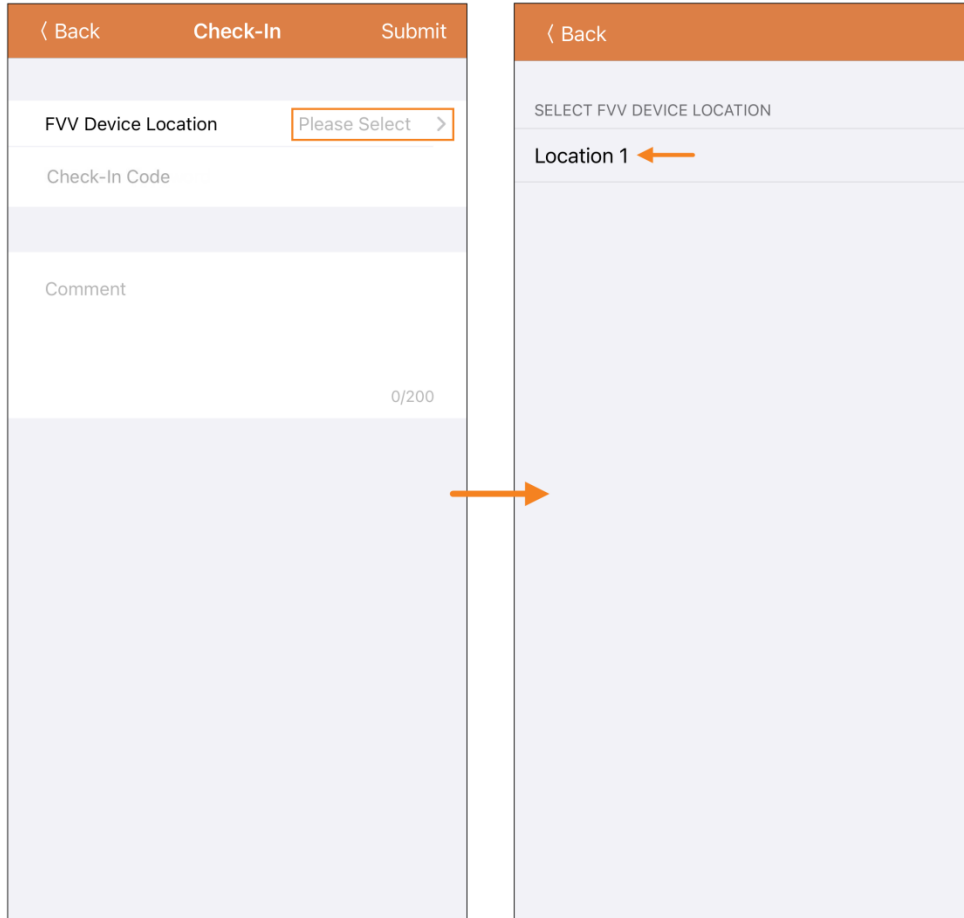 Back Check-In Submit
FVV Device Location Please Select
Check-In Code
Comment
0/200
Back
SELECT FVV DEVICE LOCATION
Location 1